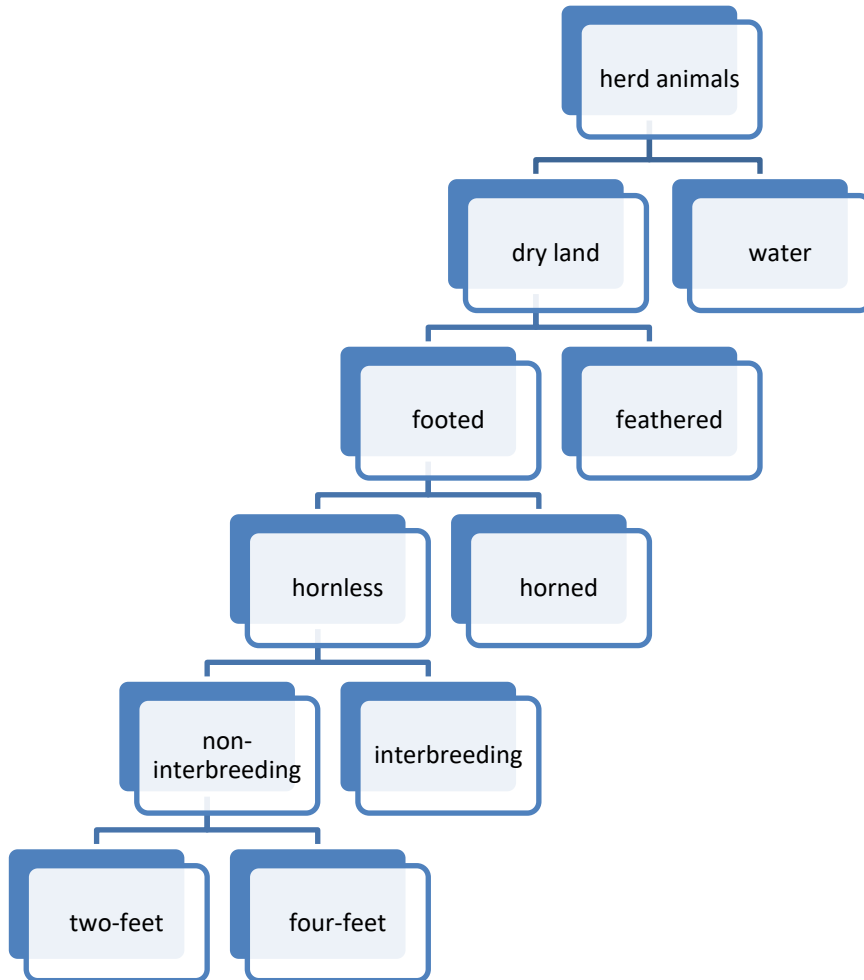 herd animals
dry land
water
footed
feathered
hornless
horned
non-
interbreeding
interbreeding
two-feet
four-feet